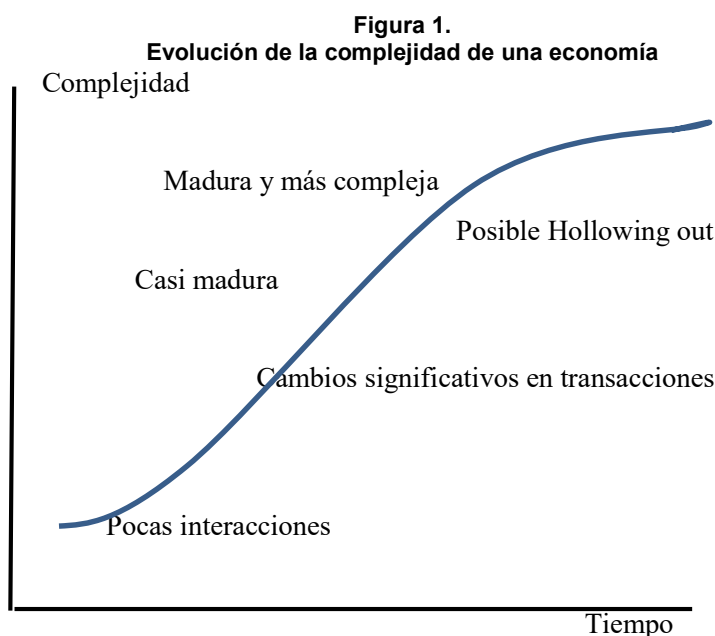 Figura 1.
Evolución de la complejidad de una economía
Complejidad
Madura y más compleja
Posible Hollowing out
Casi madura
Cambios significativos en transacciones
Pocas interacciones
Tiempo